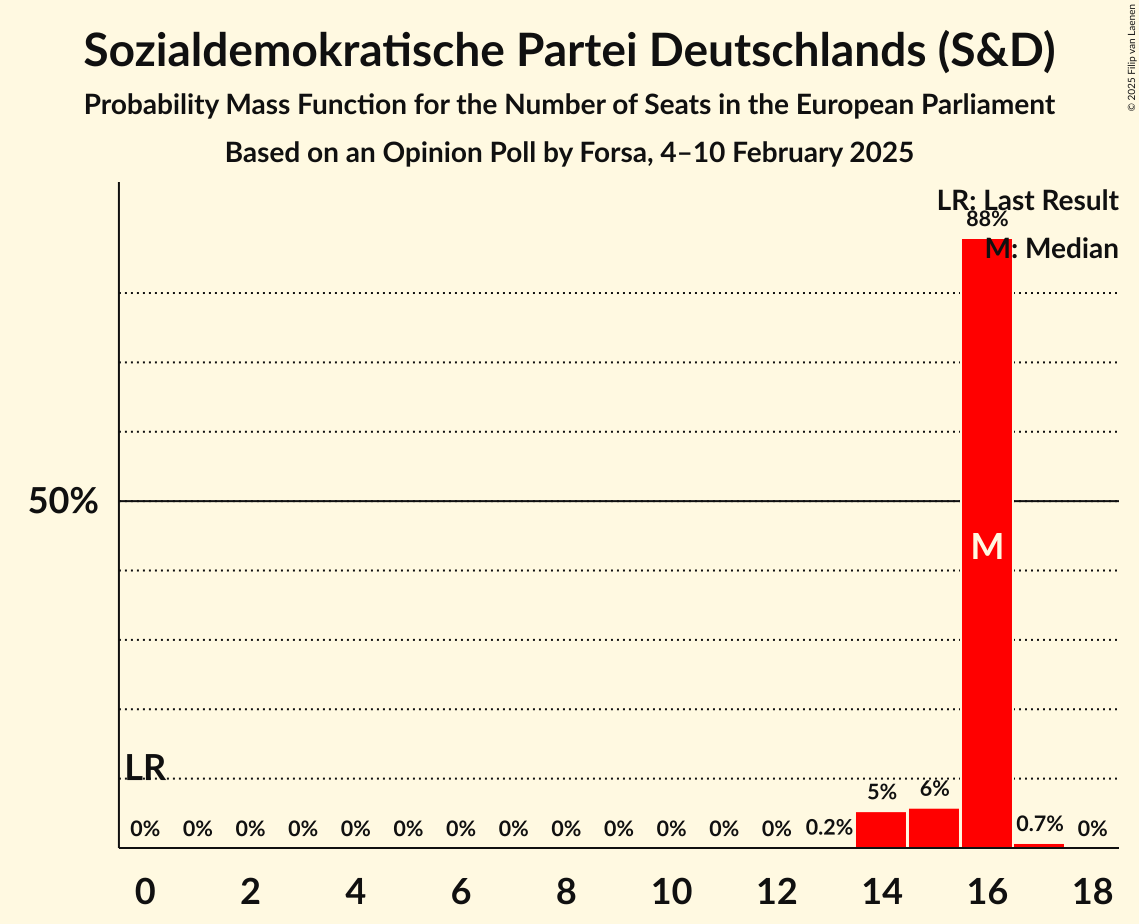 Sozialdemokratische Partei Deutschlands (S&D)
Probability Mass Function for the Number of Seats in the European Parliament
Based on an Opinion Poll by Forsa, 4–10 February 2025
© 2025 Filip van Laenen
LR: Last Result
88%
M: Median
50%
M
LR
0% 0% 0% 0% 0% 0% 0% 0% 0% 0% 0% 0% 0% 0.2% 5% 6% 0.7% 0%
0 2 4 6 8 10 12 14 16 18